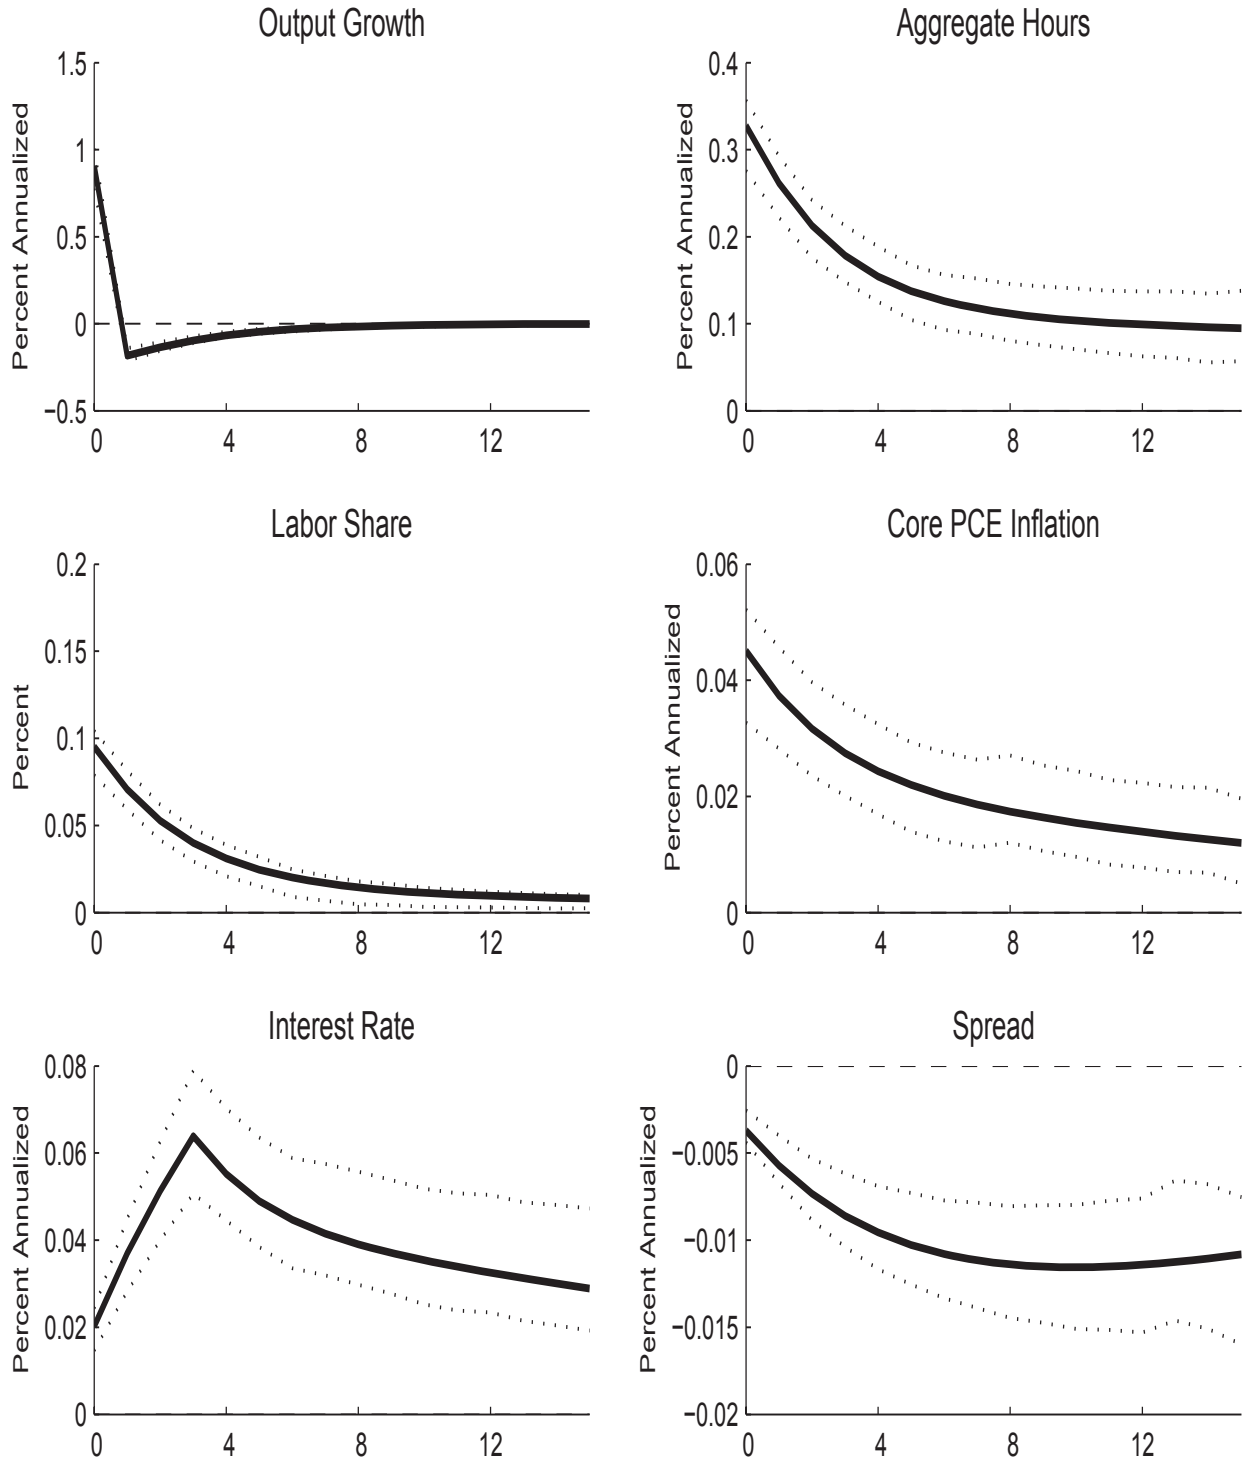 Output Growth
Percent Annualized
1.5
1
0.5
0
−0.5
0 4 8 12
Aggregate Hours
Percent Annualized
0.4
0.3
0.2
0.1
0
0 4 8 12
Labor Share
Percent
0.2
0.15
0.1
0.05
0
0 4 8 12
Core PCE Inflation
Percent Annualized
0.06
0.04
0.02
0
0 4 8 12
Interest Rate
Percent Annualized
0.08
0.06
0.04
0.02
0
0 4 8 12
Spread
Percent Annualized
0
−0.005
−0.01
−0.015
−0.02
0 4 8 12